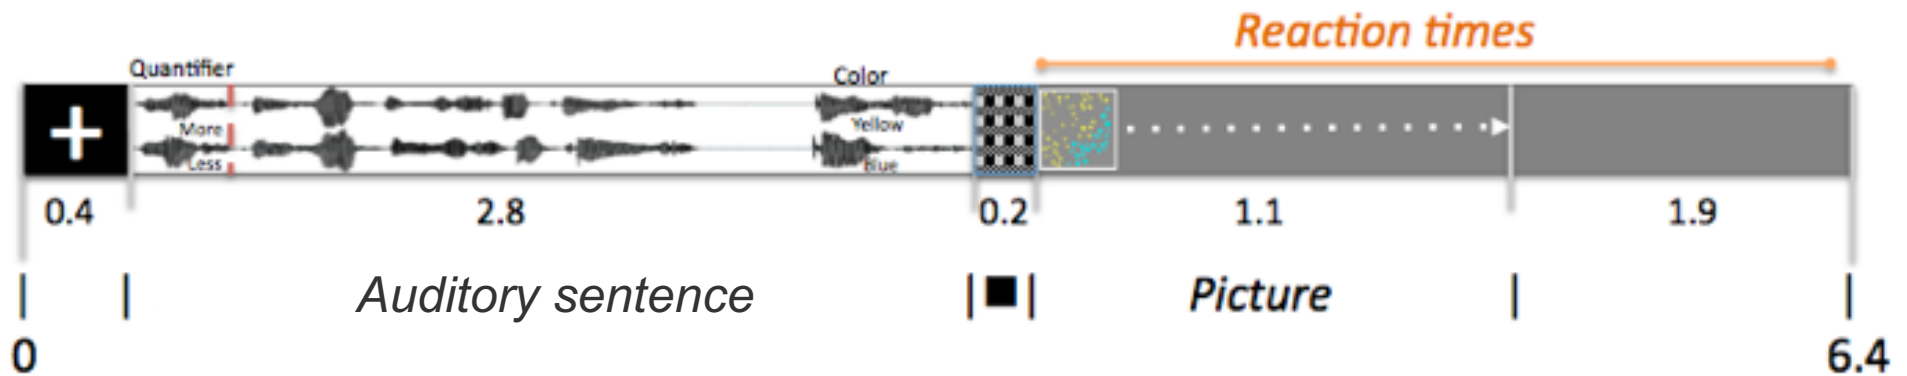 Reaction times
Quantifier
Color
More
Yellow
Less
Blue
0.4
2.8
0.2
1.1
1.9
Auditory sentence
Picture
0
6.4